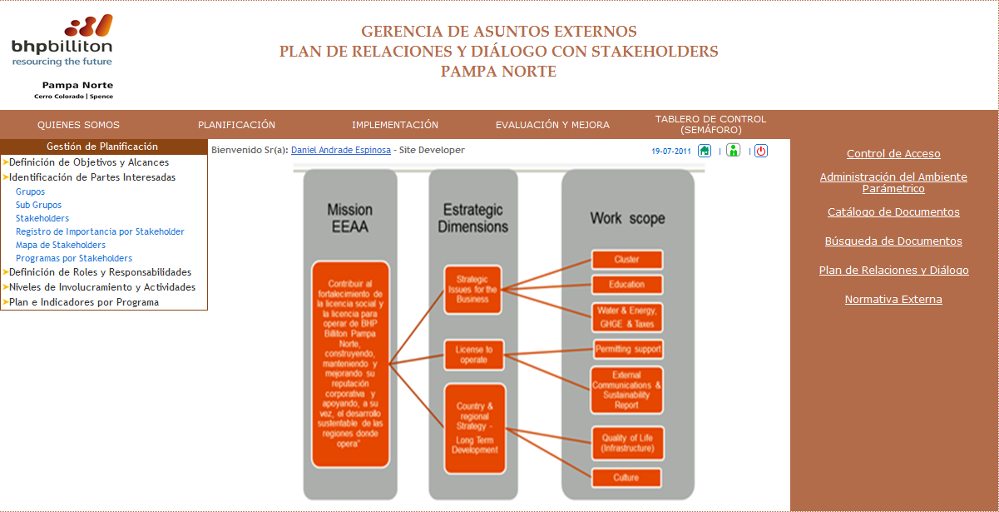 bhpbilliton
resourcing the future
Pampa Norte
Cerro Colorado | Spence
GERENCIA DE ASUNTOS EXTERNOS
PLAN DE RELACIONES Y DIÁLOGO CON STAKEHOLDERS
PAMPA NORTE
QUIENES SOMOS
PLANIFICACIÓN
IMPLEMENTACIÓN
EVALUACIÓN Y MEJORA
TABLERO DE CONTROL
(SEMÁFORO)
Gestión de Planificación
Definición de Objetivos y Alcances
Identificación de Partes Interesadas
Grupos
Sub Grupos
Stakeholders
Registro de Importancia por Stakeholder
Mapa de Stakeholders
Programas por Stakeholders
Definición de Roles y Responsabilidades
Niveles de Involucramiento y Actividades
Plan e Indicadores por Programa
Bienvenido Sr(a): Daniel Andrade Espinosa - Site Developer
19-07-2011 | |
Mission
EEAA
Contribuir al
fortalecimiento de
la licencia social y
la licencia para
operar de BHP
Billiton Pampa
Norte,
construyendo,
manteniendo y
mejorando su
reputación
corporativa y
apoyando, a su
vez, el desarrollo
sustentable de las
regiones donde
opera"
Estrategic
Dimensions
Strategic
Issues for the
Business
License to
operate
Country &
regional
Strategy -
Long Term
Development
Work scope
Cluster
Education
Water & Energy,
GHGE & Taxes
Permitting support
External
Communications &
Sustainability
Report
Quality of Life
(Infrastructure)
Culture
Control de Acceso
Administración del Ambiente
Parámetrico
Catálogo de Documentos
Búsqueda de Documentos
Plan de Relaciones y Diálogo
Normativa Externa